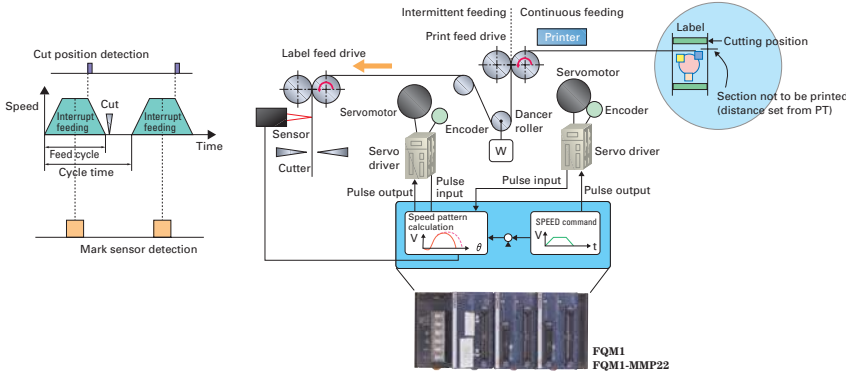 Cut position detection
Speed
Cut
Interrupt
feeding
Interrupt
feeding
Time
Feed cycle
Cycle time
Mark sensor detection
Intermittent feeding
Continuous feeding
Print feed drive
Printer
Label feed drive
Label
Cutting position
Section not to be printed
(distance set from PT)
Servomotor
Encoder
Sensor
Servo
driver
Cutter
Dancer
roller
W
Servomotor
Encoder
Servo driver
Pulse output
Pulse
input
Pulse input
Pulse output
Speed pattern
calculation
V
θ
SPEED command
V
t
FQM1
FQM1-MMP22